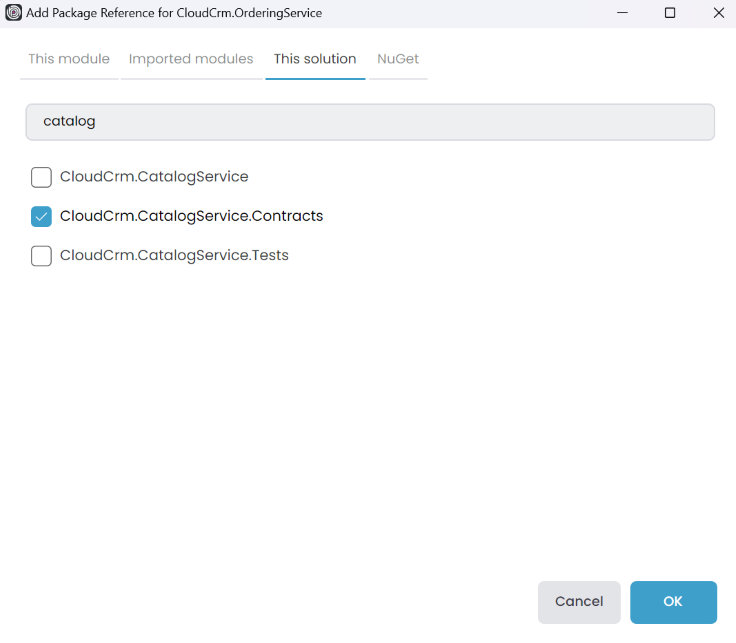 Add Package Reference for CloudCrm.OrderingService
This module Imported modules This solution NuGet
catalog
CloudCrm.CatalogService
CloudCrm.CatalogService.Contracts
CloudCrm.CatalogService.Tests
Cancel OK